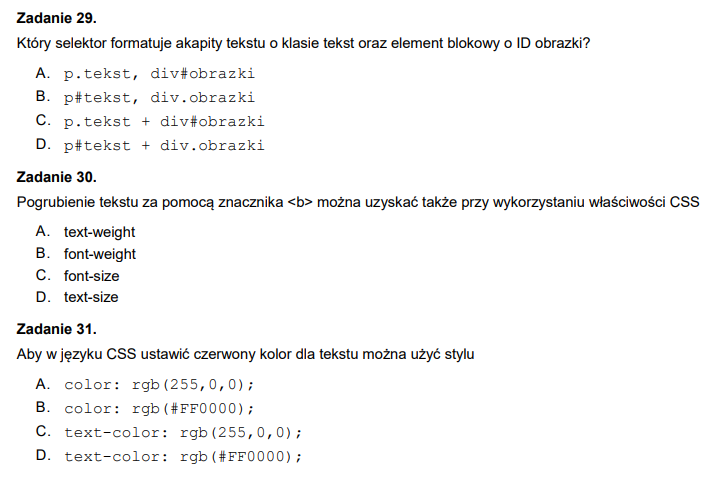 Zadanie 29.
Który selektor formatuje akapity tekstu o klasie tekst oraz element blokowy o ID obrazki?
A. p.tekst, div#obrazki
B. p#tekst, div.obrazki
C. p.tekst + div#obrazki
D. p#tekst + div.obrazki
Zadanie 30.
Pogrubienie tekstu za pomocą znacznika <b> można uzyskać także przy wykorzystaniu właściwości CSS
A. text-weight
B. font-weight
C. font-size
D. text-size
Zadanie 31.
Aby w języku CSS ustawić czerwony kolor dla tekstu można użyć stylu
A. color: rgb(255,0,0);
B. color: rgb(#FF0000);
C. text-color: rgb(255,0,0);
D. text-color: rgb(#FF0000);